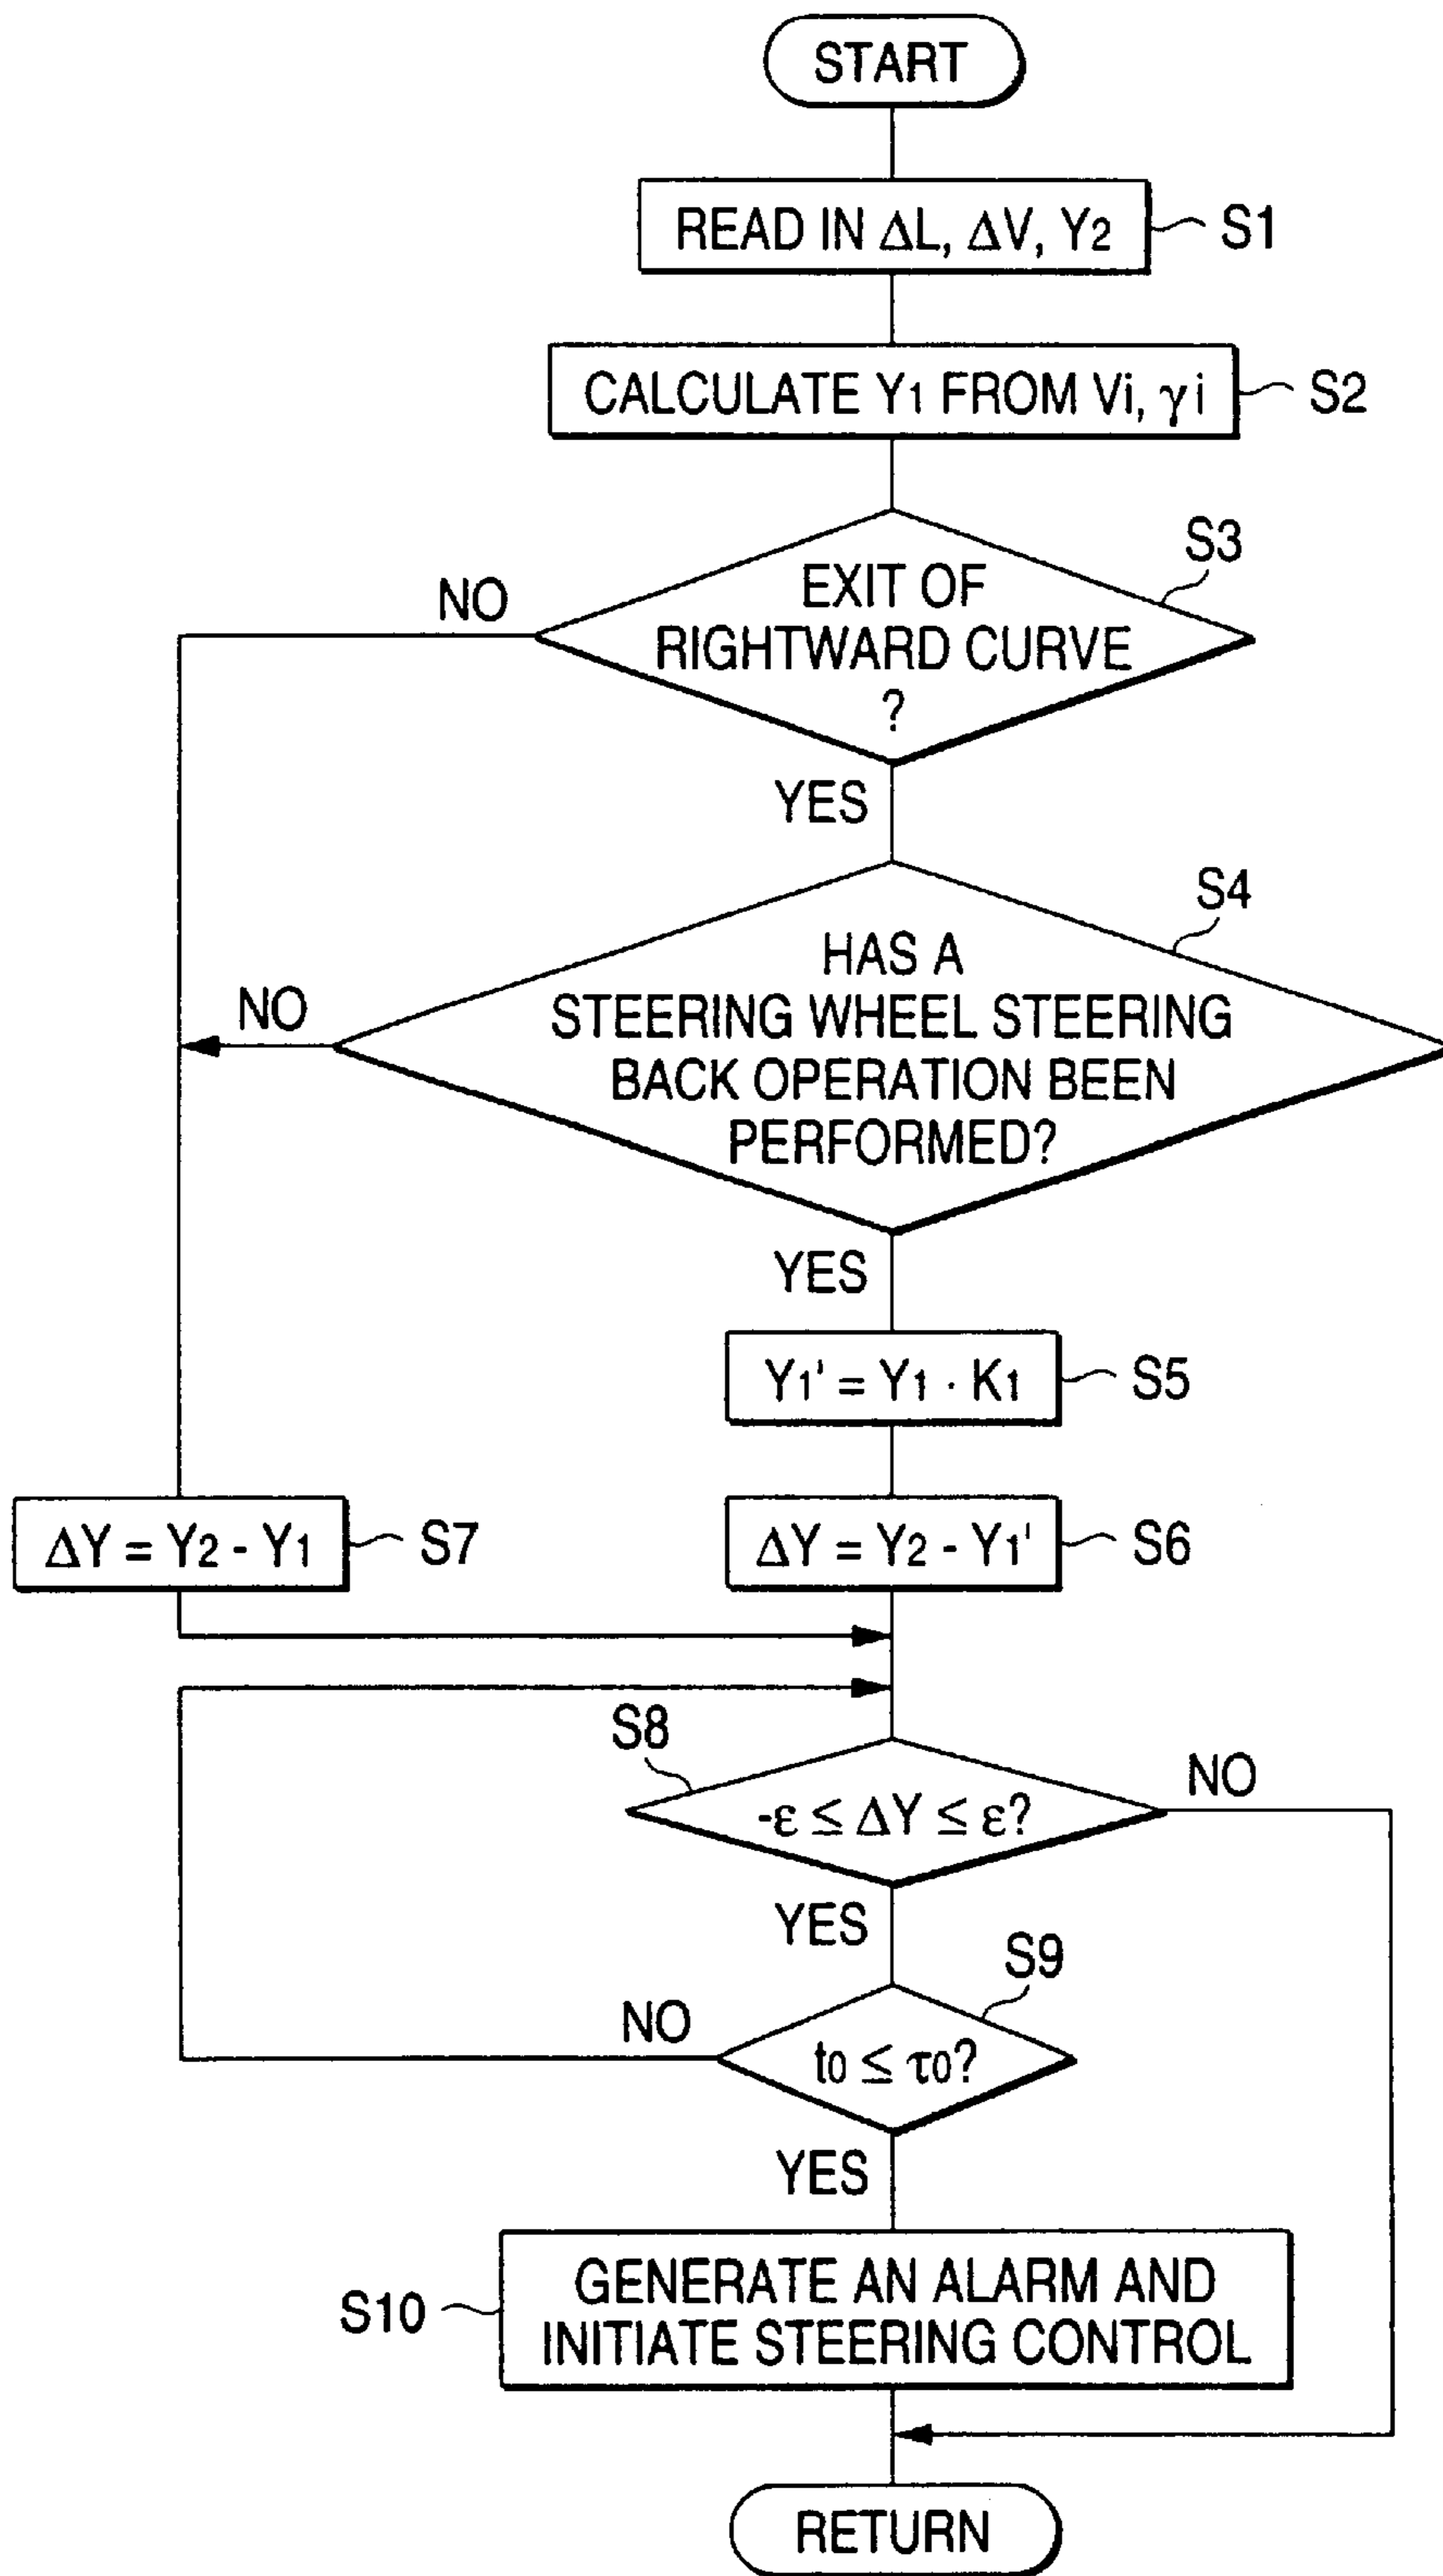 START
READ IN ΔL, ΔV, Y2
S1
CALCULATE Y1 FROM Vi, γi
S2
S3
NO
EXIT OF
RIGHTWARD CURVE
?
YES
S4
NO
HAS A
STEERING WHEEL STEERING
BACK OPERATION BEEN
PERFORMED?
YES
Y1' = Y1 · K1
S5
ΔY = Y2 - Y1
S7
ΔY = Y2 - Y1'
S6
S8
NO
-ε ≤ ΔY ≤ ε?
YES
S9
NO
t0 ≤ τ0?
YES
S10
GENERATE AN ALARM AND
INITIATE STEERING CONTROL
RETURN